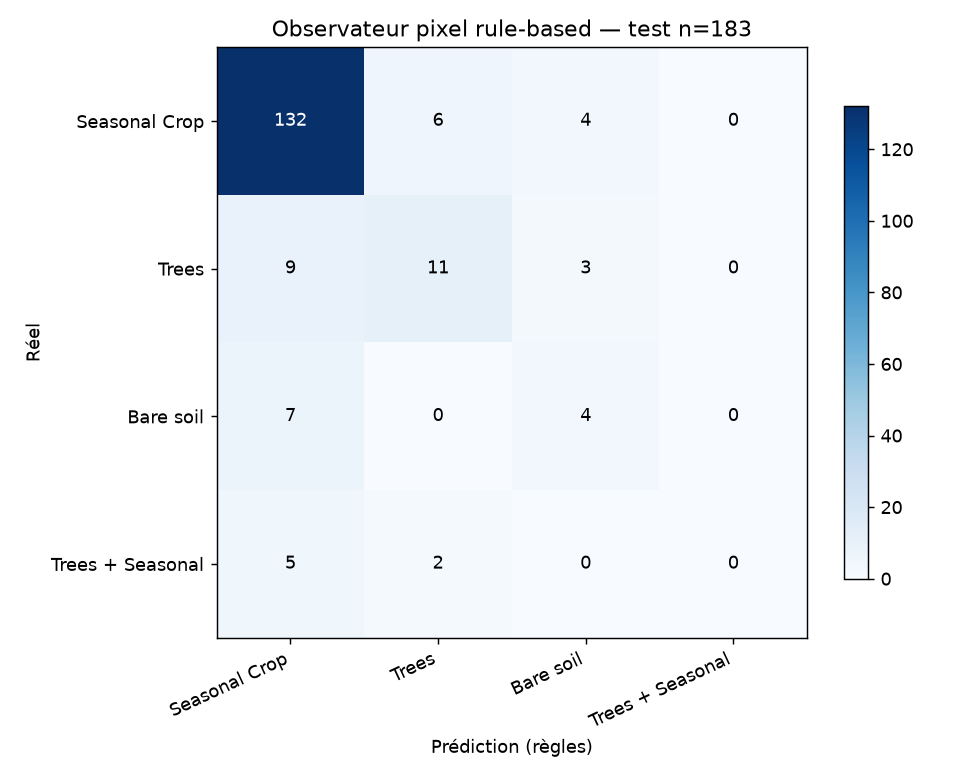 Observateur pixel rule-based — test n=183
Réel
Seasonal Crop 132 6 4 0
Trees 9 11 3 0
Bare soil 7 0 4 0
Trees + Seasonal 5 2 0 0
Seasonal Crop Trees Bare soil Trees + Seasonal
Prédiction (règles)
120
100
80
60
40
20
0